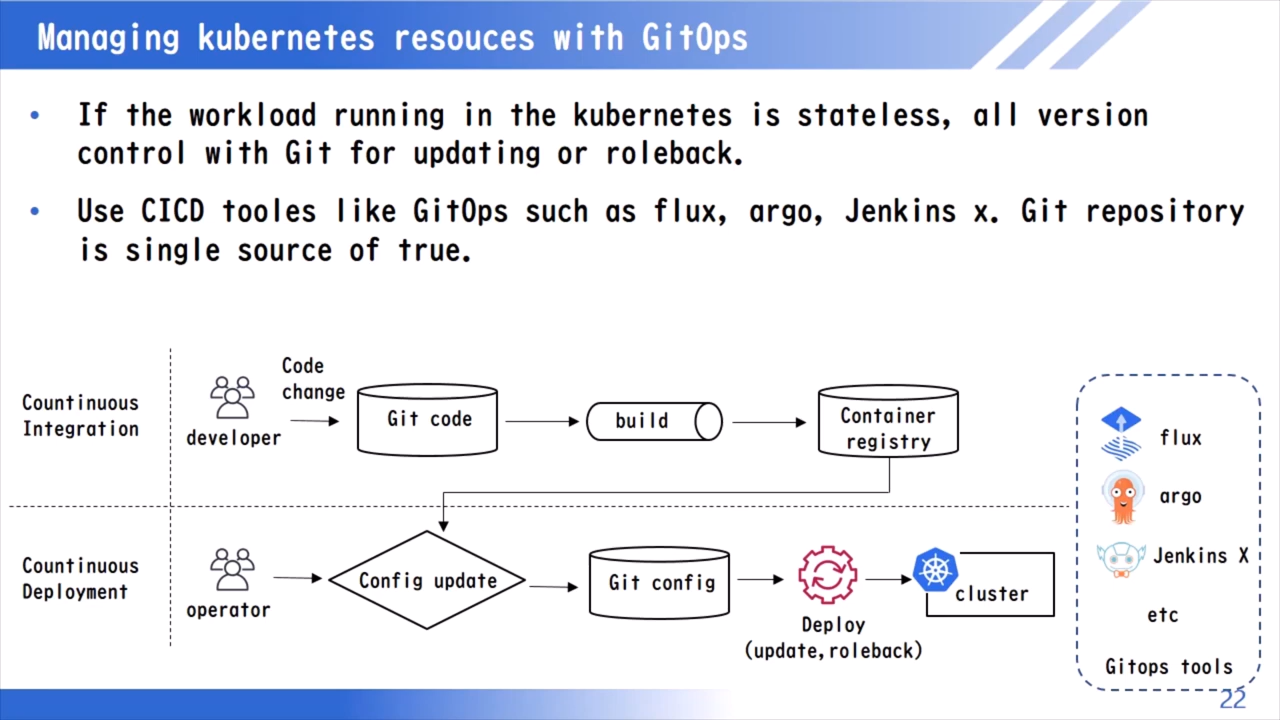 Managing kubernetes resouces with GitOps
• If the workload running in the kubernetes is stateless, all version
control with Git for updating or roleback.
• Use CICD tooles like GitOps such as flux, argo, Jenkins x. Git repository
is single source of true.
Countinuous
Integration
developer
Code
change
Git code
build
Container
registry
Countinuous
Deployment
operator
Config update
Git config
Deploy
(update,roleback)
cluster
flux
argo
Jenkins X
etc
Gitops tools
22